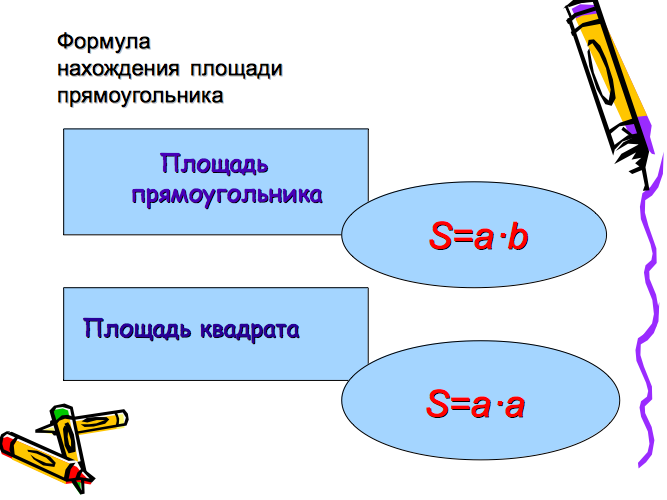 Формула
нахождения площади
прямоугольника
Площадь
прямоугольника
S=a·b
Площадь квадрата
S=a·a